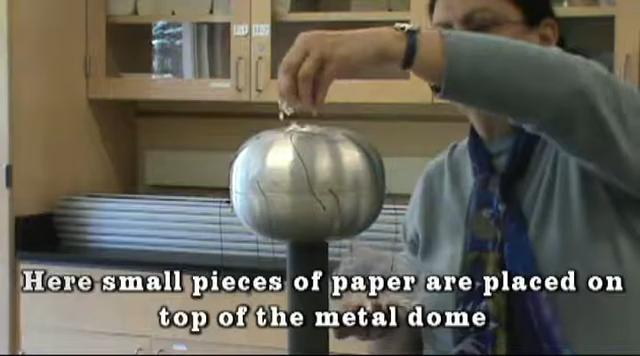 Here small pieces of paper are placed on
top of the metal dome